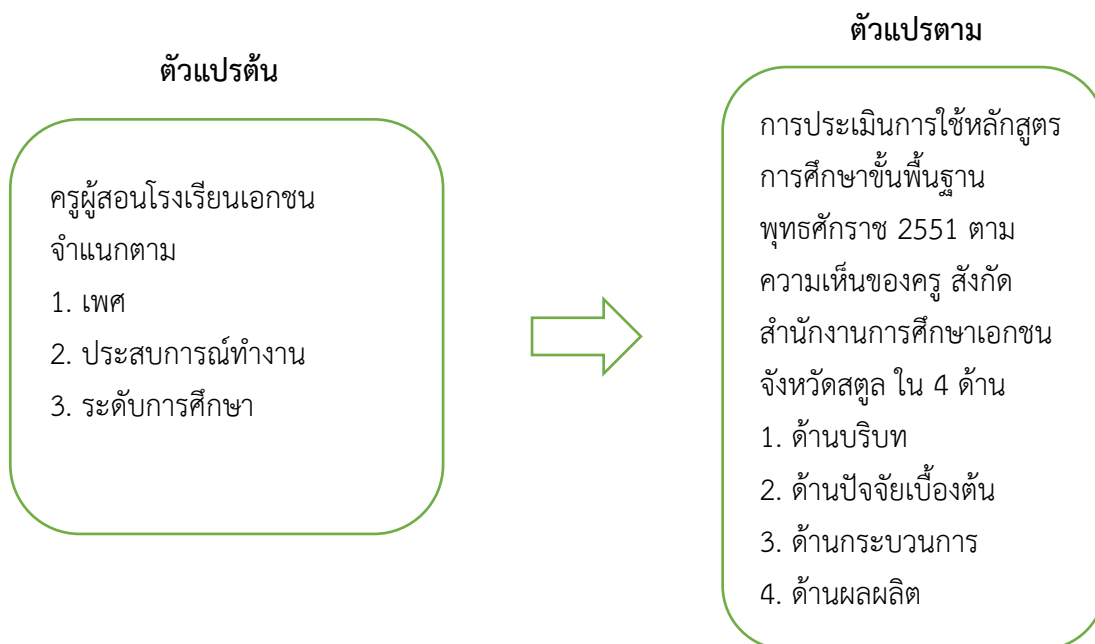 ตัวแปรต้น
ครูผู้สอนโรงเรียนเอกชน
จำแนกตาม
1. เพศ
2. ประสบการณ์ทำงาน
3. ระดับการศึกษา
ตัวแปรตาม
การประเมินการใช้หลักสูตร
การศึกษาขั้นพื้นฐาน
พุทธศักราช 2551 ตาม
ความเห็นของครู สังกัด
สำนักงานการศึกษาเอกชน
จังหวัดสตูล ใน 4 ด้าน
1. ด้านบริบท
2. ด้านปัจจัยเบื้องต้น
3. ด้านกระบวนการ
4. ด้านผลผลิต